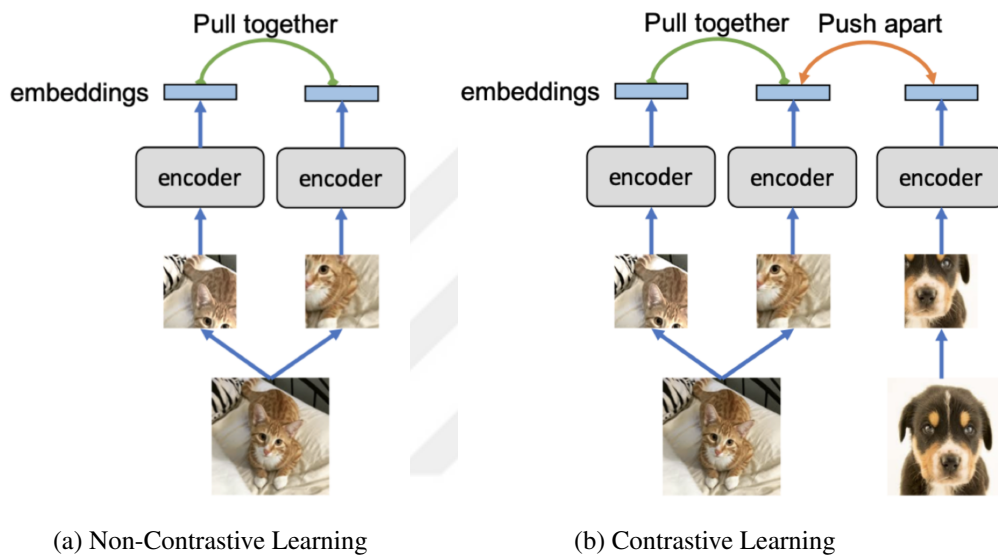 Pull together
embeddings
encoder
encoder
(a) Non-Contrastive Learning
Pull together
Push apart
embeddings
encoder
encoder
encoder
(b) Contrastive Learning